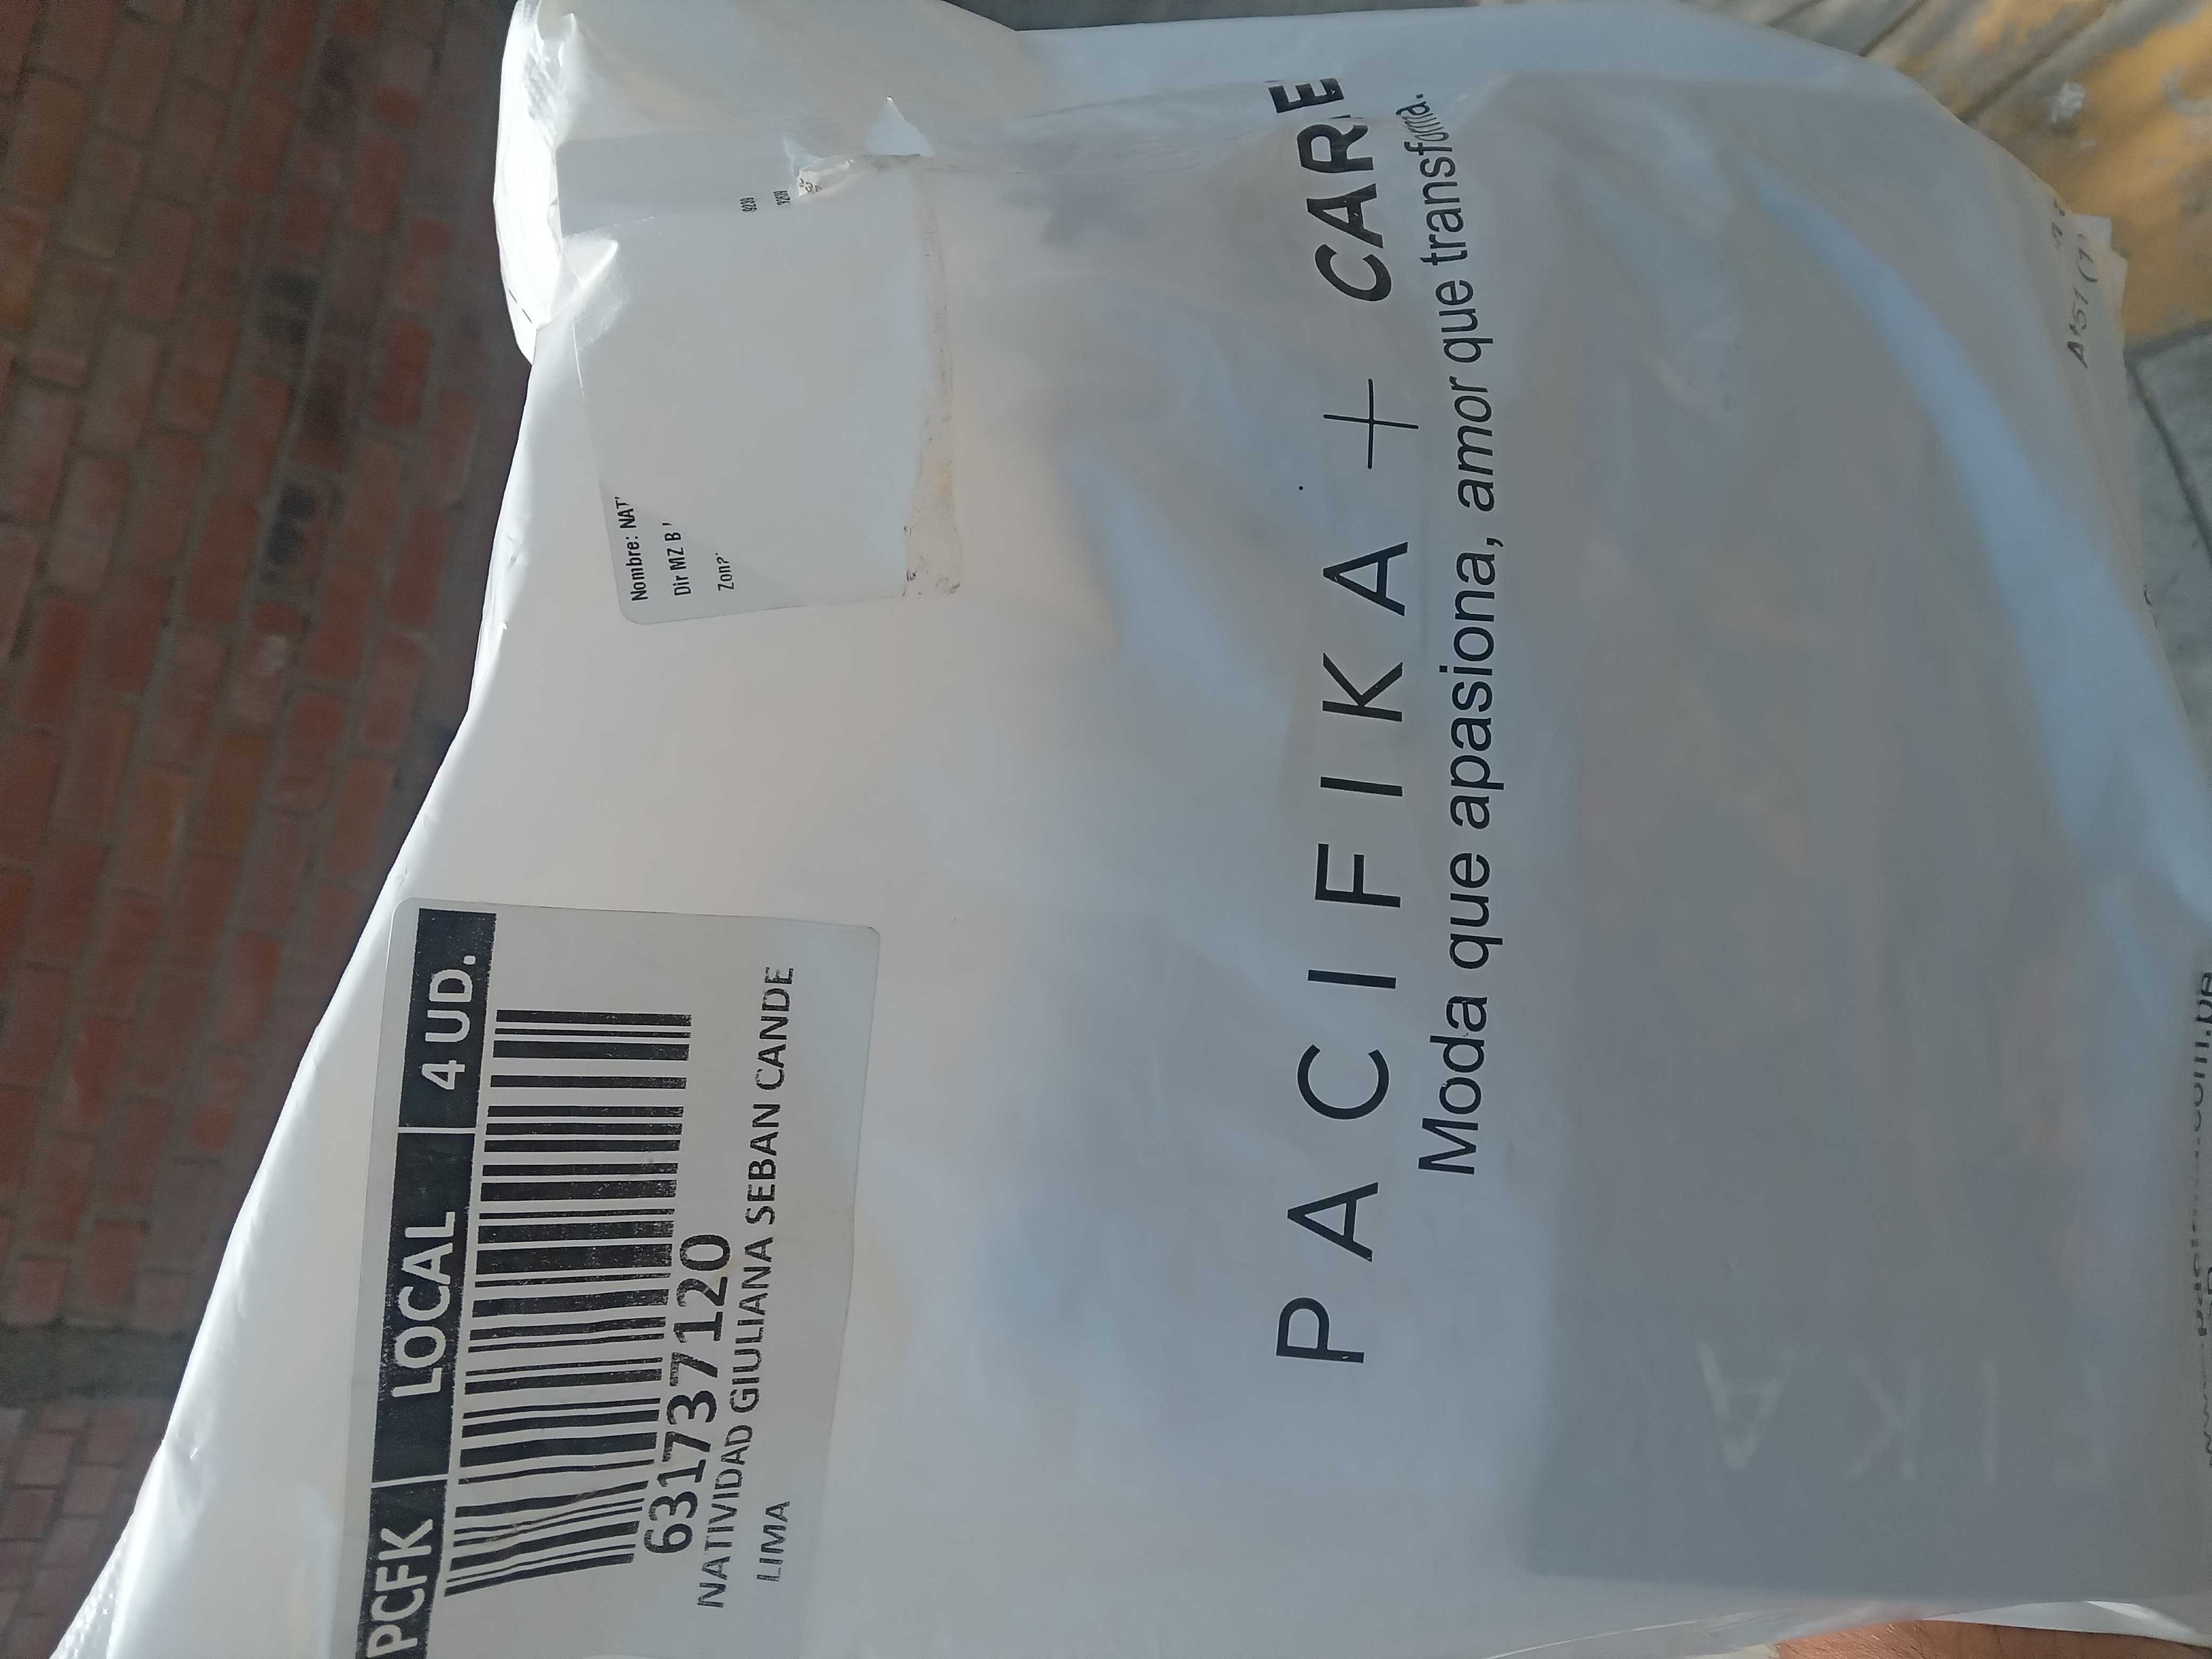 PCFK LOCAL 4 UD.
6317737120
NATIVIDAD GIULIANA SEBAN CANDE
LIMA
Nombre: NAT
Dir MZ B
PACIFIKA + CARE
Moda que apasiona, amor que transforma.